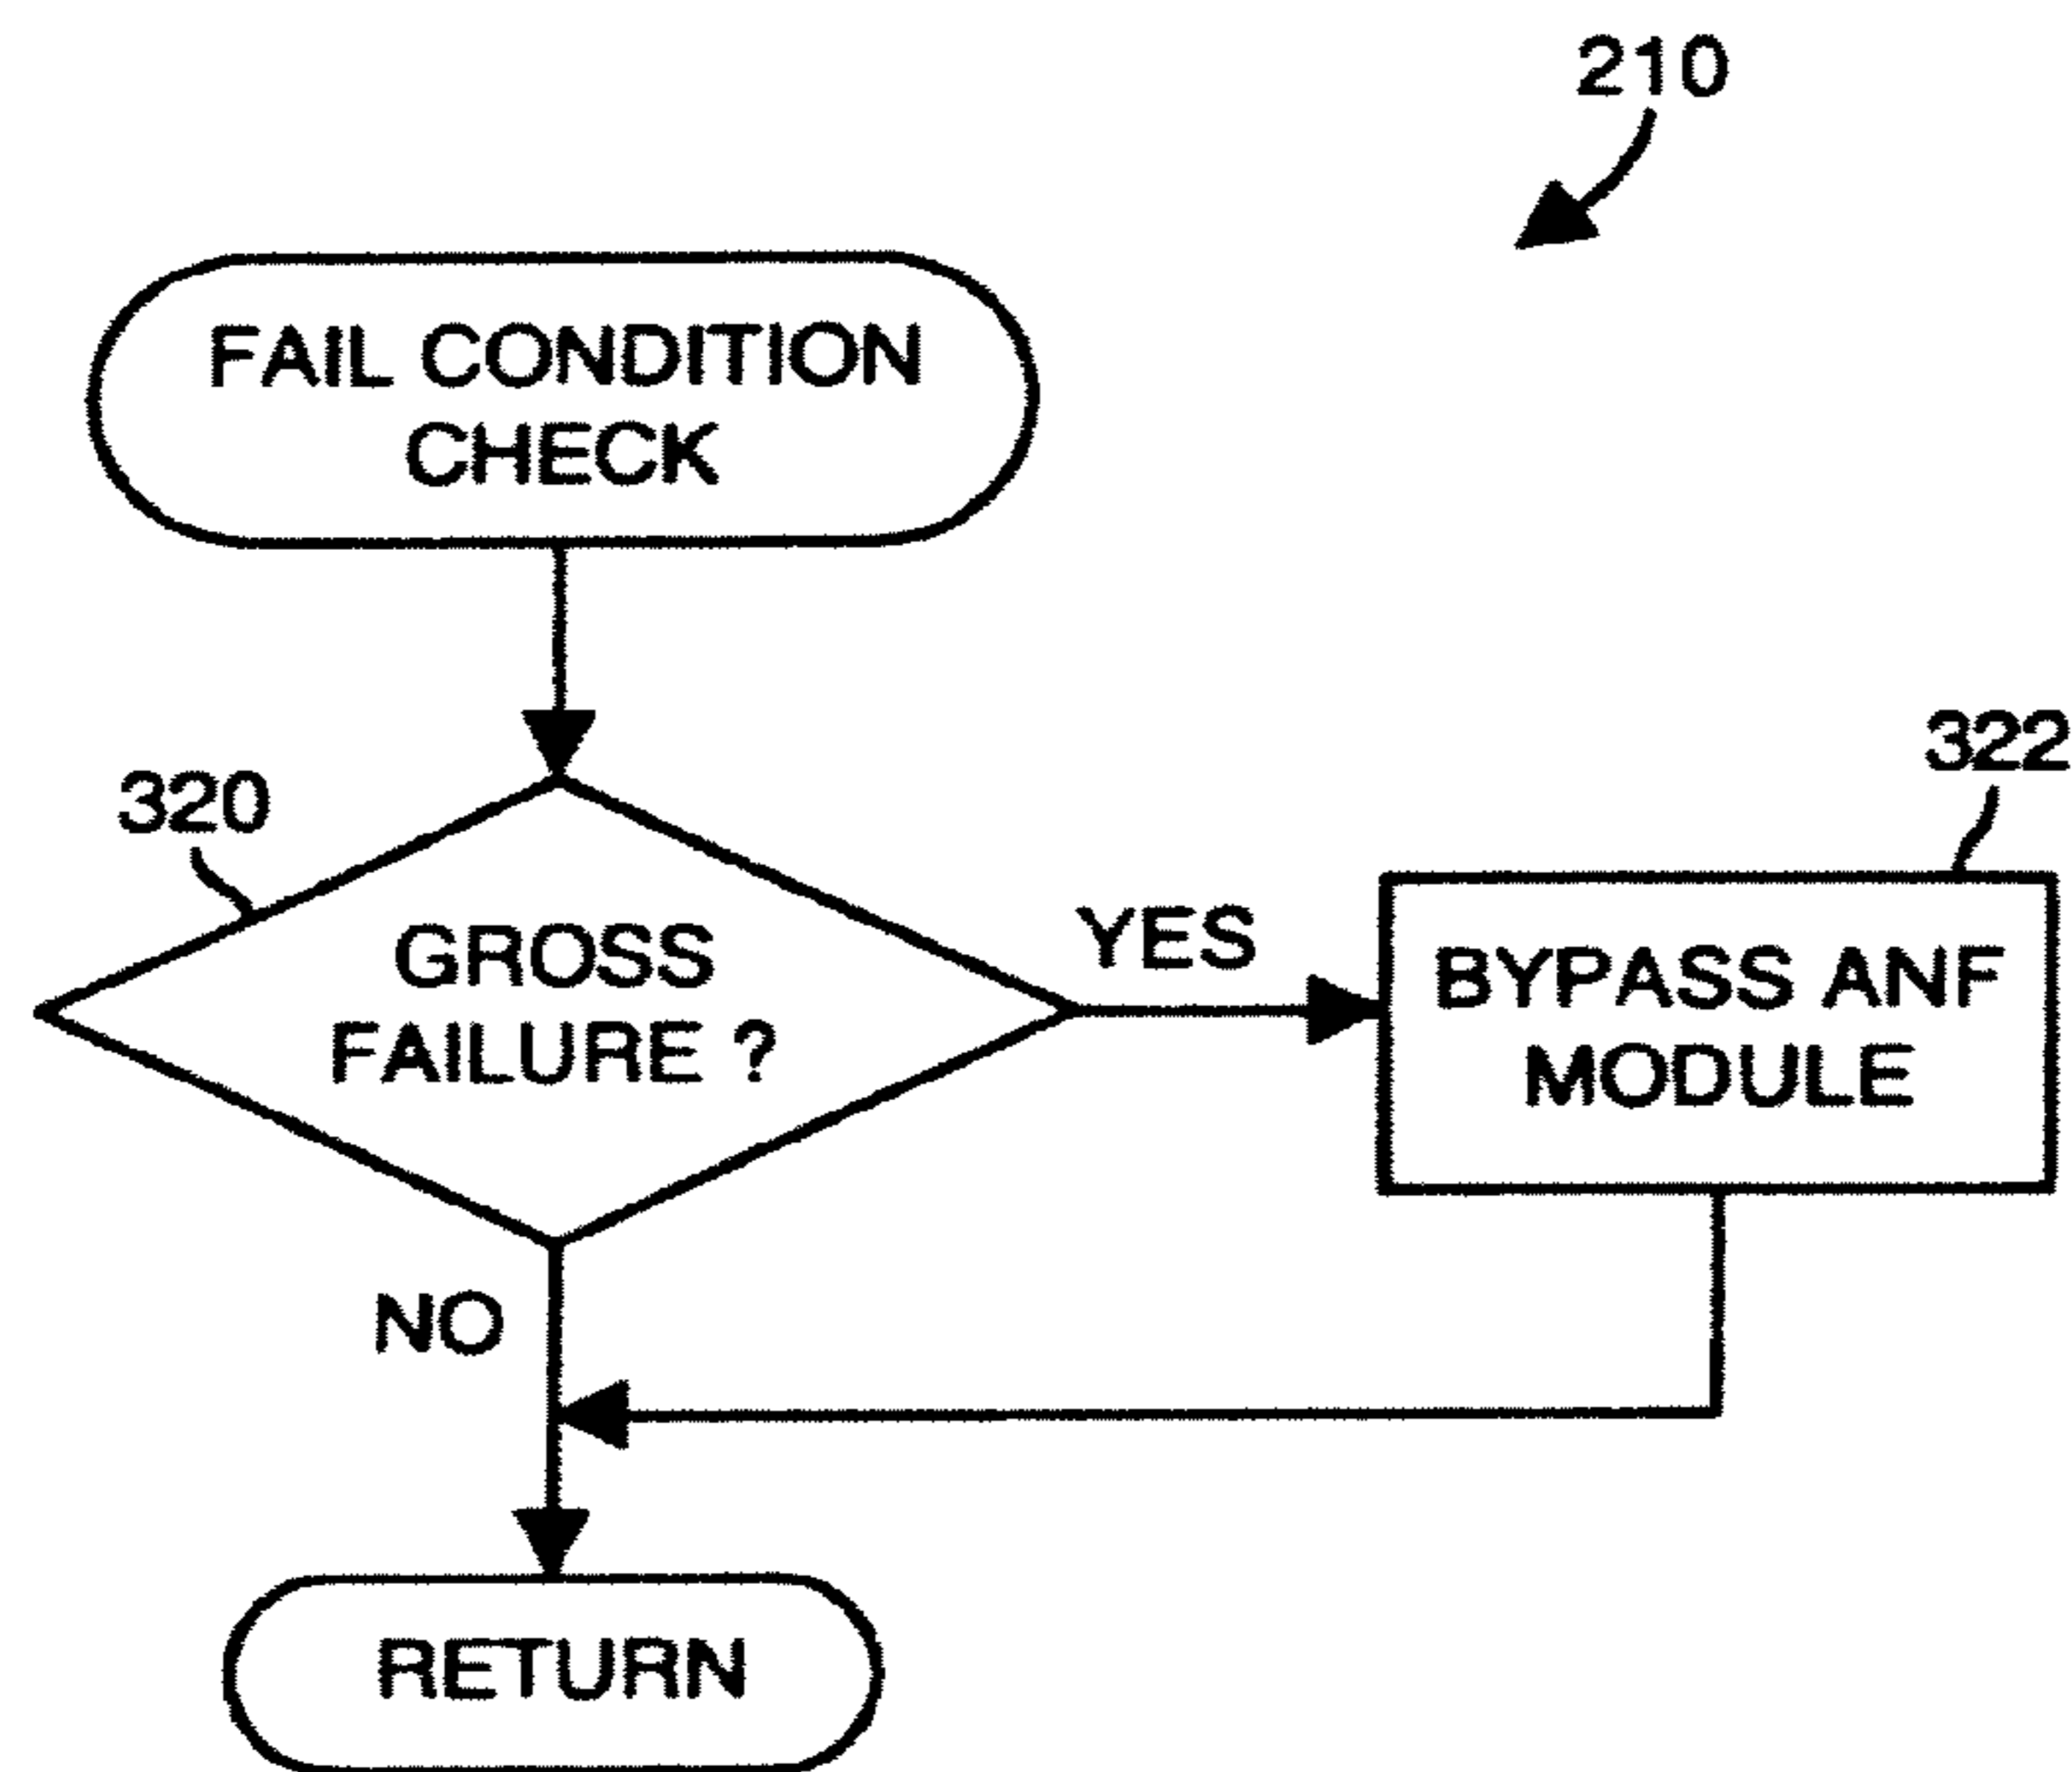 210
FAIL CONDITION
CHECK
320
GROSS
FAILURE ?
YES
322
BYPASS ANF
MODULE
NO
RETURN